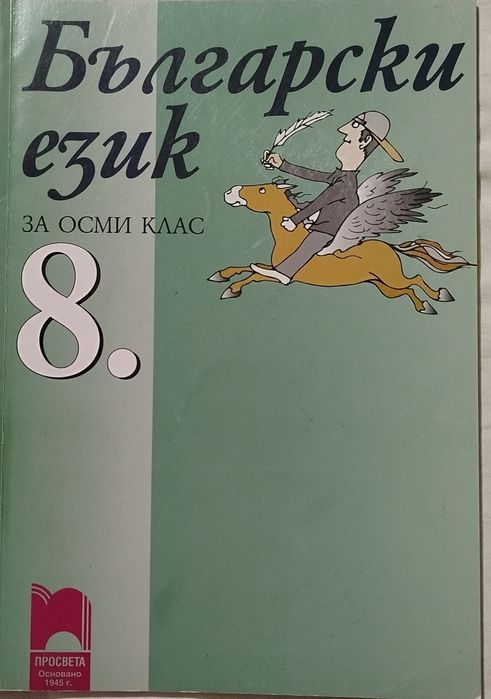 Български
език
ЗА ОСМИ КЛАС
8.
ПРОСВЕТА
Основано
1945 г.